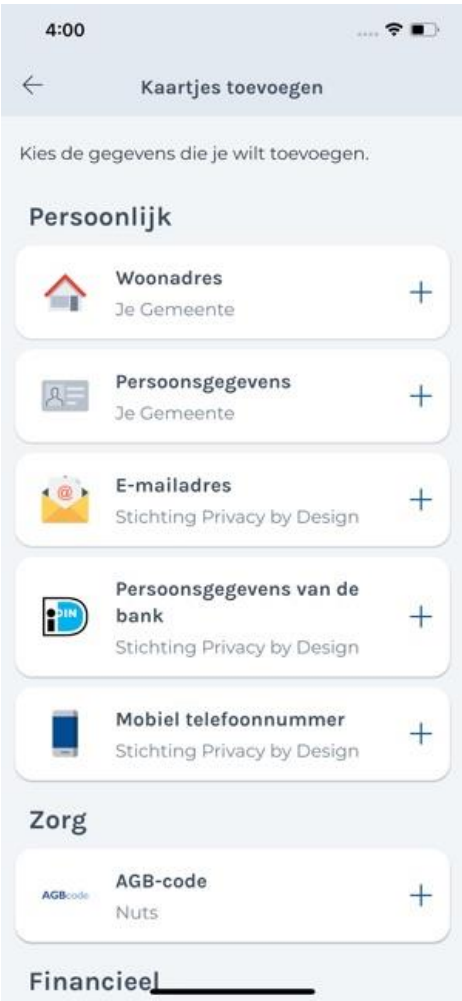 4:00
Kaartjes toevoegen
Kies de gegevens die je wilt toevoegen.
Persoonlijk
Woonadres
Je Gemeente
Persoonsgegevens
Je Gemeente
@
E-mailadres
Stichting Privacy by Design
iDIN
Persoonsgegevens van de
bank
Stichting Privacy by Design
Mobiel telefoonnummer
Stichting Privacy by Design
Zorg
AGBcode
AGB-code
Nuts
Financieel